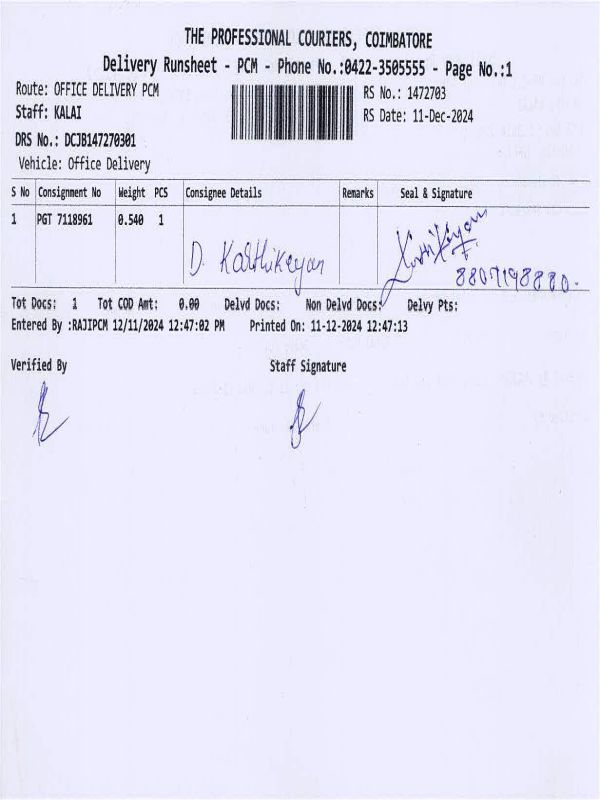 THE PROFESSIONAL COURIERS, COIMBATORE
Delivery Runsheet - PCM - Phone No.:0422-3505555 - Page No.:1
Route: OFFICE DELIVERY PCM RS No.: 1472703
Staff: KALAI RS Date: 11-Dec-2024
DRS No.: DCJB147270301
Vehicle: Office Delivery
S No Consignment No Weight PCS Consignee Details Remarks Seal & Signature
1 PGT 7118961 0.540 1
D. Karthikeyan Karthikeyan
8807198880.
Tot Docs: 1 Tot COD Amt: 0.00 Delvd Docs: Non Delvd Docs: Delvy Pts:
Entered By :RAJIPCM 12/11/2024 12:47:02 PM Printed On: 11-12-2024 12:47:13
Verified By Staff Signature